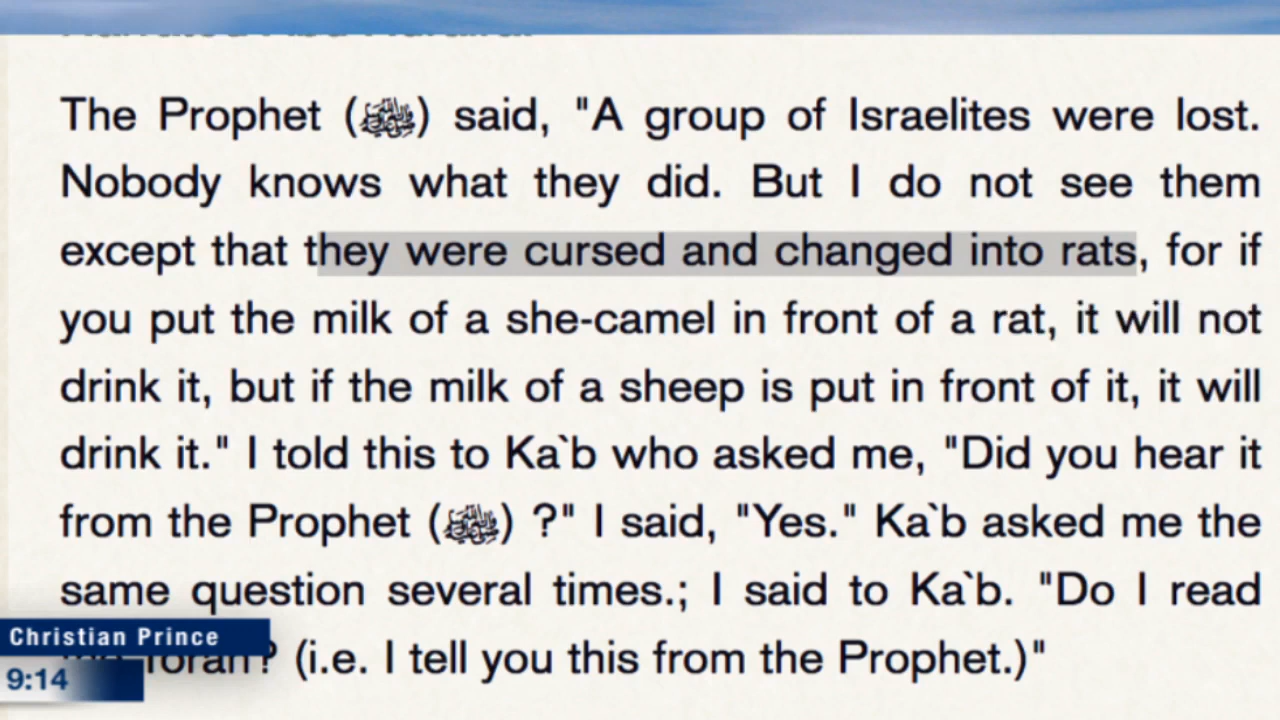 The Prophet (ﷺ) said, "A group of Israelites were lost.
Nobody knows what they did. But I do not see them
except that they were cursed and changed into rats, for if
you put the milk of a she-camel in front of a rat, it will not
drink it, but if the milk of a sheep is put in front of it, it will
drink it." I told this to Ka`b who asked me, "Did you hear it
from the Prophet (ﷺ) ?" I said, "Yes." Ka`b asked me the
same question several times.; I said to Ka`b. "Do I read
Torah? (i.e. I tell you this from the Prophet.)"
Christian Prince
9:14